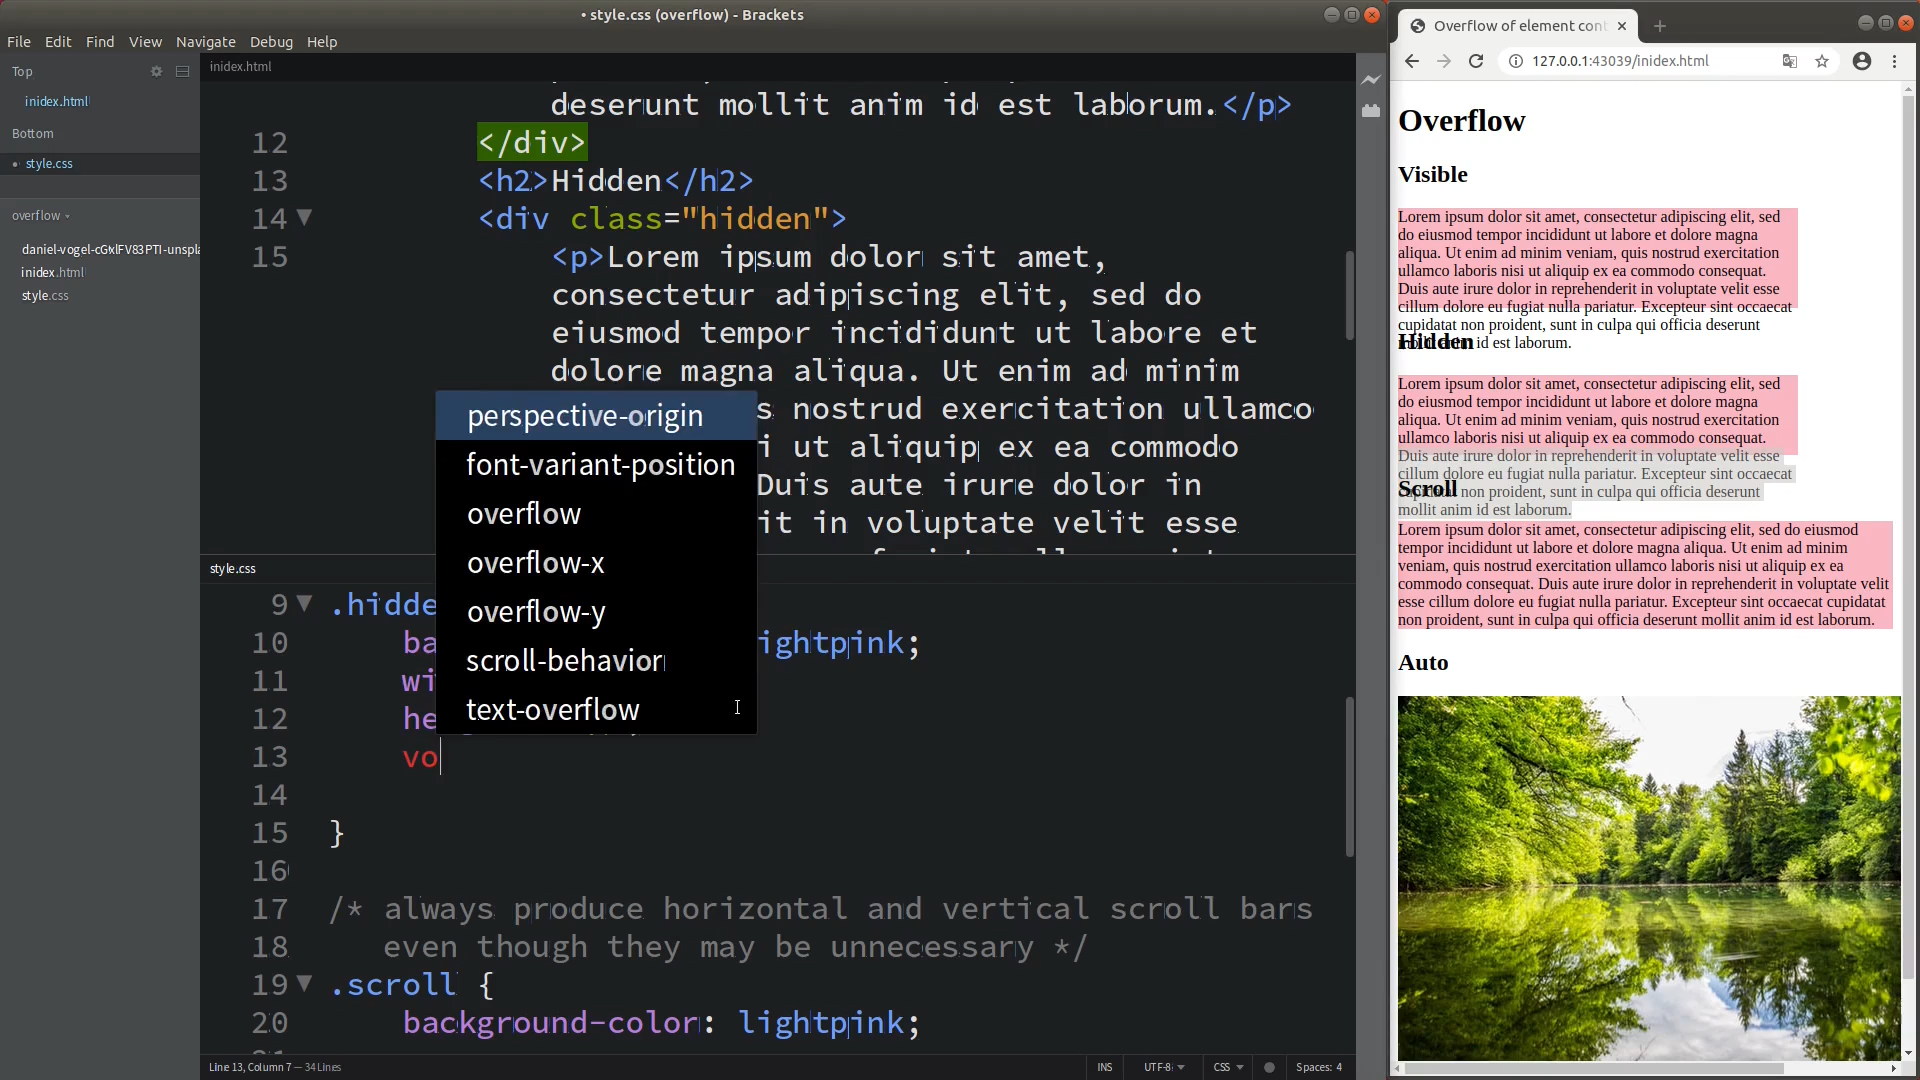 • style.css (overflow) - Brackets
File Edit Find View Navigate Debug Help
Top
inidex.html
Bottom
• style.css
overflow
daniel-vogel-cGxlFV83PTI-unspla
inidex.html
style.css
inidex.html
deserunt mollit anim id est laborum.</p>
12 </div>
13 <h2>Hidden</h2>
14 <div class="hidden">
15 <p>Lorem ipsum dolor sit amet,
consectetur adipiscing elit, sed do
eiusmod tempor incididunt ut labore et
dolore magna aliqua. Ut enim ad minim
s nostrud exercitation ullamco
i ut aliquip ex ea commodo
Duis aute irure dolor in
it in voluptate velit esse
perspective-origin
font-variant-position
overflow
overflow-x
overflow-y
scroll-behavior
text-overflow
style.css
9 .hidde
10 ba ightpink;
11 wi
12 he
13 vo
14
15 }
16
17 /* always produce horizontal and vertical scroll bars
18 even though they may be unnecessary */
19 .scroll {
20 background-color: lightpink;
Line 13, Column 7 — 34 Lines
INS UTF-8 CSS Spaces: 4
Overflow of element cont
127.0.0.1:43039/inidex.html
Overflow
Visible
Lorem ipsum dolor sit amet, consectetur adipiscing elit, sed
do eiusmod tempor incididunt ut labore et dolore magna
aliqua. Ut enim ad minim veniam, quis nostrud exercitation
ullamco laboris nisi ut aliquip ex ea commodo consequat.
Duis aute irure dolor in reprehenderit in voluptate velit esse
cillum dolore eu fugiat nulla pariatur. Excepteur sint occaecat
cupidatat non proident, sunt in culpa qui officia deserunt
id est laborum.
Hidden
Lorem ipsum dolor sit amet, consectetur adipiscing elit, sed
do eiusmod tempor incididunt ut labore et dolore magna
aliqua. Ut enim ad minim veniam, quis nostrud exercitation
ullamco laboris nisi ut aliquip ex ea commodo consequat.
Duis aute irure dolor in reprehenderit in voluptate velit esse
cillum dolore eu fugiat nulla pariatur. Excepteur sint occaecat
non proident, sunt in culpa qui officia deserunt
Scroll
mollit anim id est laborum.
Lorem ipsum dolor sit amet, consectetur adipiscing elit, sed do eiusmod
tempor incididunt ut labore et dolore magna aliqua. Ut enim ad minim
veniam, quis nostrud exercitation ullamco laboris nisi ut aliquip ex ea
commodo consequat. Duis aute irure dolor in reprehenderit in voluptate velit
esse cillum dolore eu fugiat nulla pariatur. Excepteur sint occaecat cupidatat
non proident, sunt in culpa qui officia deserunt mollit anim id est laborum.
Auto